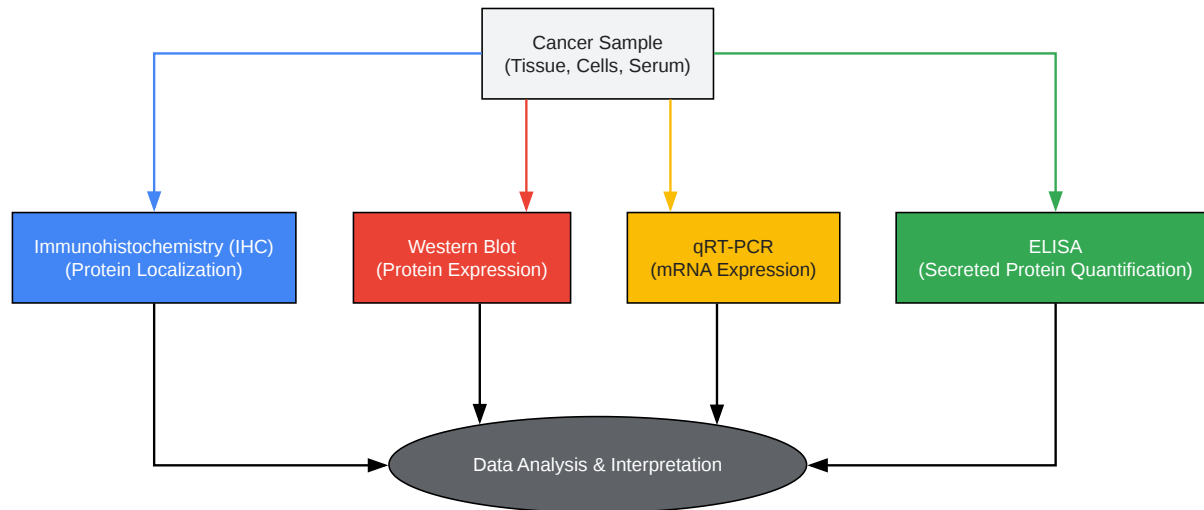 Cancer Sample
(Tissue, Cells, Serum)
Immunohistochemistry (IHC)
(Protein Localization)
Western Blot
(Protein Expression)
qRT-PCR
(mRNA Expression)
ELISA
(Secreted Protein Quantification)
Data Analysis & Interpretation